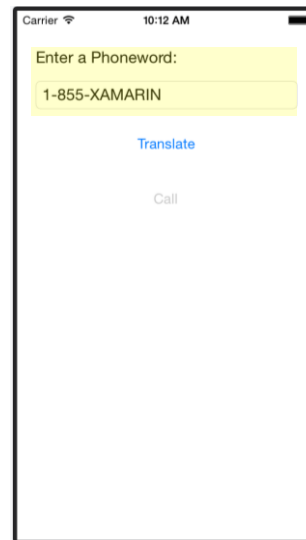 Carrier 10:12 AM
Enter a Phoneword:
1-855-XAMARIN
Translate
Call